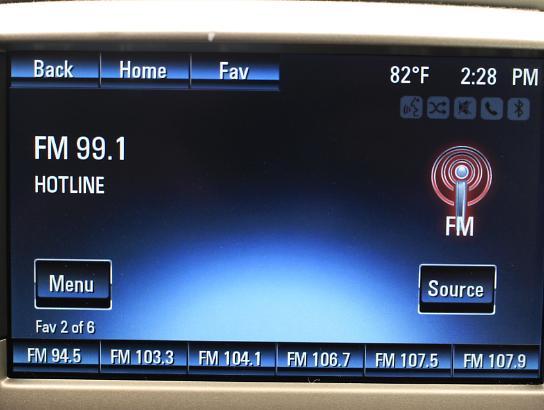 Back Home Fav 82°F 2:28 PM
FM 99.1
HOTLINE
FM
Menu Source
Fav 2 of 6
FM 94.5 FM 103.3 FM 104.1 FM 106.7 FM 107.5 FM 107.9